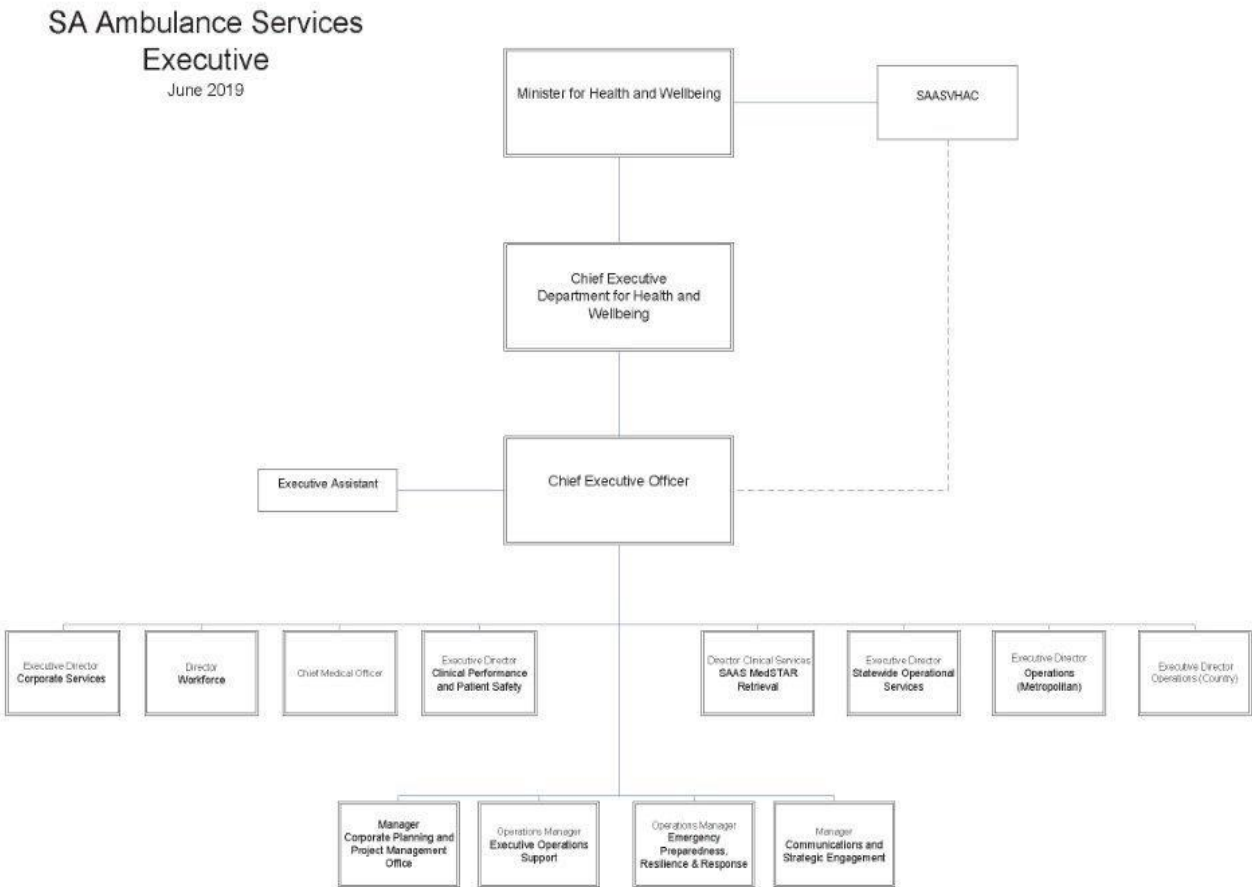 SA Ambulance Services
Executive
June 2019
Minister for Health and Wellbeing
SAASVHAC
Chief Executive
Department for Health and
Wellbeing
Executive Assistant
Chief Executive Officer
Executive Director
Corporate Services
Director
Workforce
Chief Medical Officer
Executive Director
Clinical Performance
and Patient Safety
Director Clinical Services
SAAS MedSTAR
Retrieval
Executive Director
Statewide Operational
Services
Executive Director
Operations
(Metropolitan)
Executive Director
Operations (Country)
Manager
Corporate Planning and
Project Management
Office
Operations Manager
Executive Operations
Support
Operations Manager
Emergency
Preparedness,
Resilience & Response
Manager
Communications and
Strategic Engagement